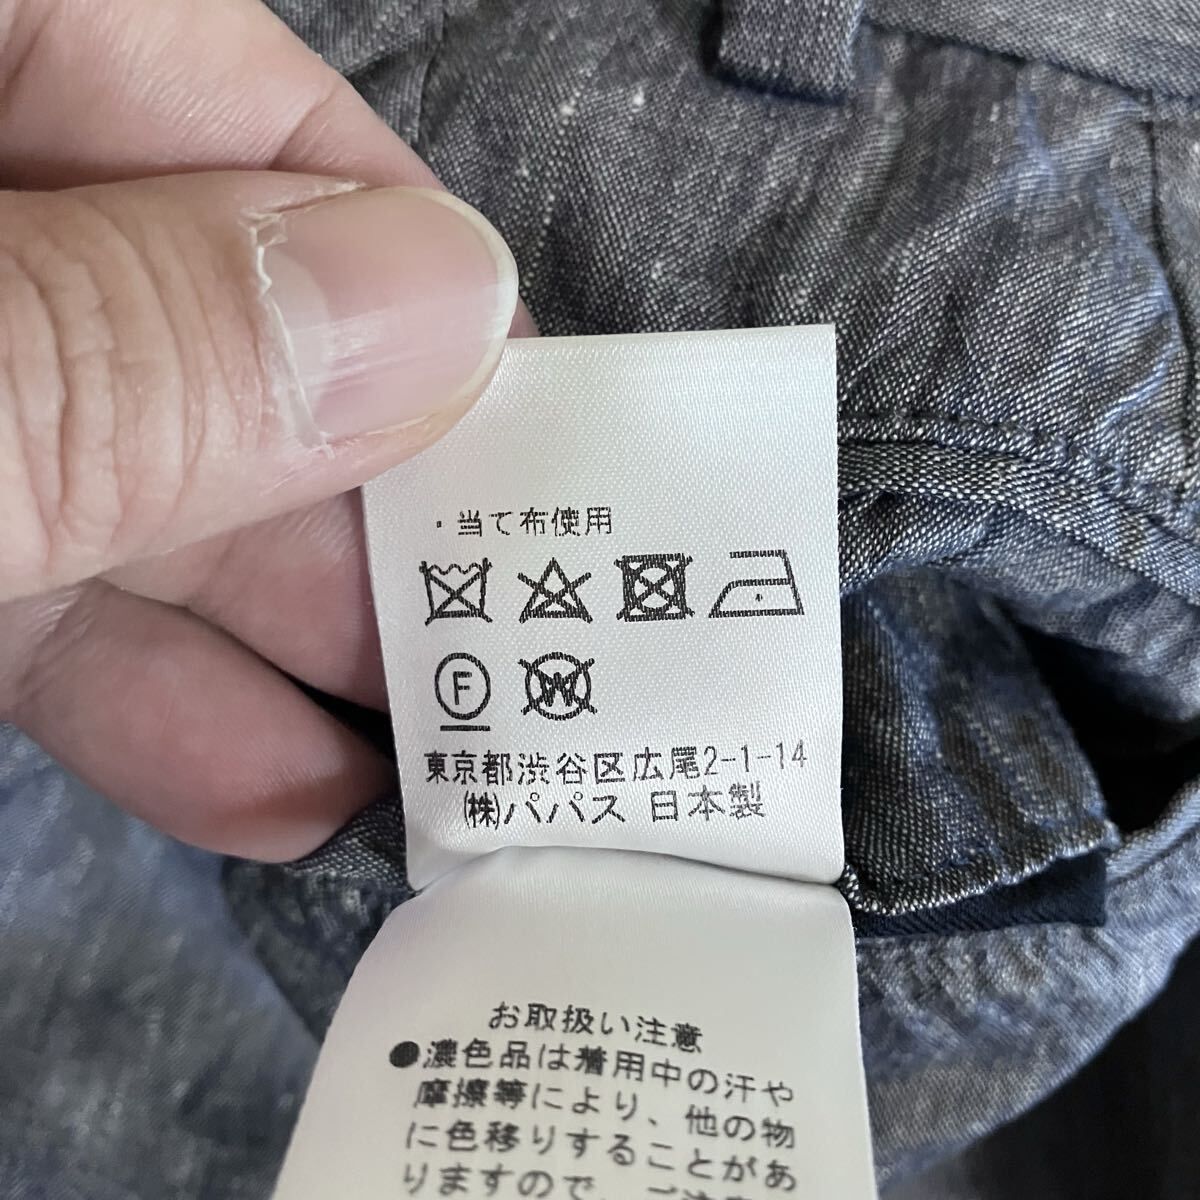 ・当て布使用
F W
東京都渋谷区広尾2-1-14
㈱パパス 日本製
お取扱い注意
●濃色品は着用中の汗や
摩擦等により、他の物
に色移りすることがあ
りますので、ご注意